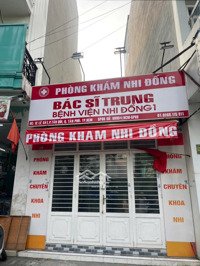 PHÒNG KHÁM NHI ĐỒNG
BÁC SĨ TRUNG
BỆNH VIỆN NHI ĐỒNG 1
PHÒNG KHÁM NHI ĐỒNG
PHÒNG
KHÁM
CHUYÊN
KHOA
NHI
PHÒNG
KHÁM
CHUYÊN
KHOA
NHI